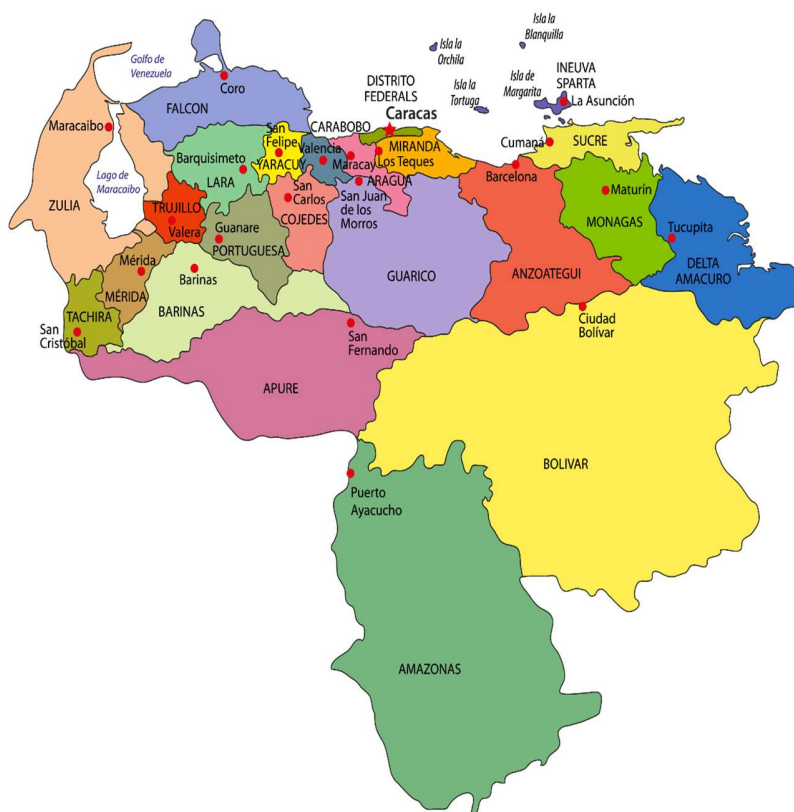 Golfo de
Venezuela
Coro
FALCON
Maracaibo
Lago de
Maracaibo
ZULIA
Barquisimeto
LARA
San
Felipe
YARACUY
CARABOBO
Valencia
Maracay
ARAGUA
DISTRITO
FEDERALS
Caracas
MIRANDA
Los Teques
Isla la
Orchila
Isla la
Tortuga
Isla la
Blanquilla
Isla de
Margarita
INEUVA
SPARTA
La Asunción
Cumaná
SUCRE
Barcelona
Maturín
MONAGAS
Tucupita
DELTA
AMACURO
TRUJILLO
Valera
Guanare
PORTUGUESA
San
Carlos
COJEDES
San Juan
de los
Morros
GUARICO
ANZOATEGUI
Mérida
MÉRIDA
Barinas
BARINAS
TACHIRA
San
Cristóbal
San
Fernando
APURE
Ciudad
Bolívar
BOLIVAR
Puerto
Ayacucho
AMAZONAS